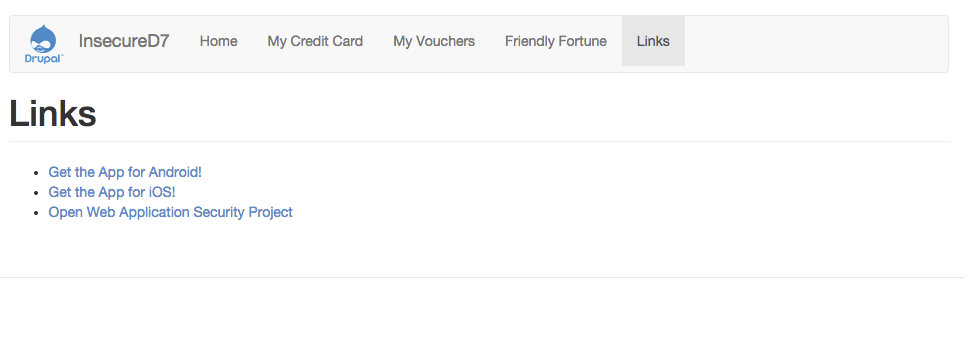 Drupal™ InsecureD7 Home My Credit Card My Vouchers Friendly Fortune Links
Links
Get the App for Android!
Get the App for iOS!
Open Web Application Security Project